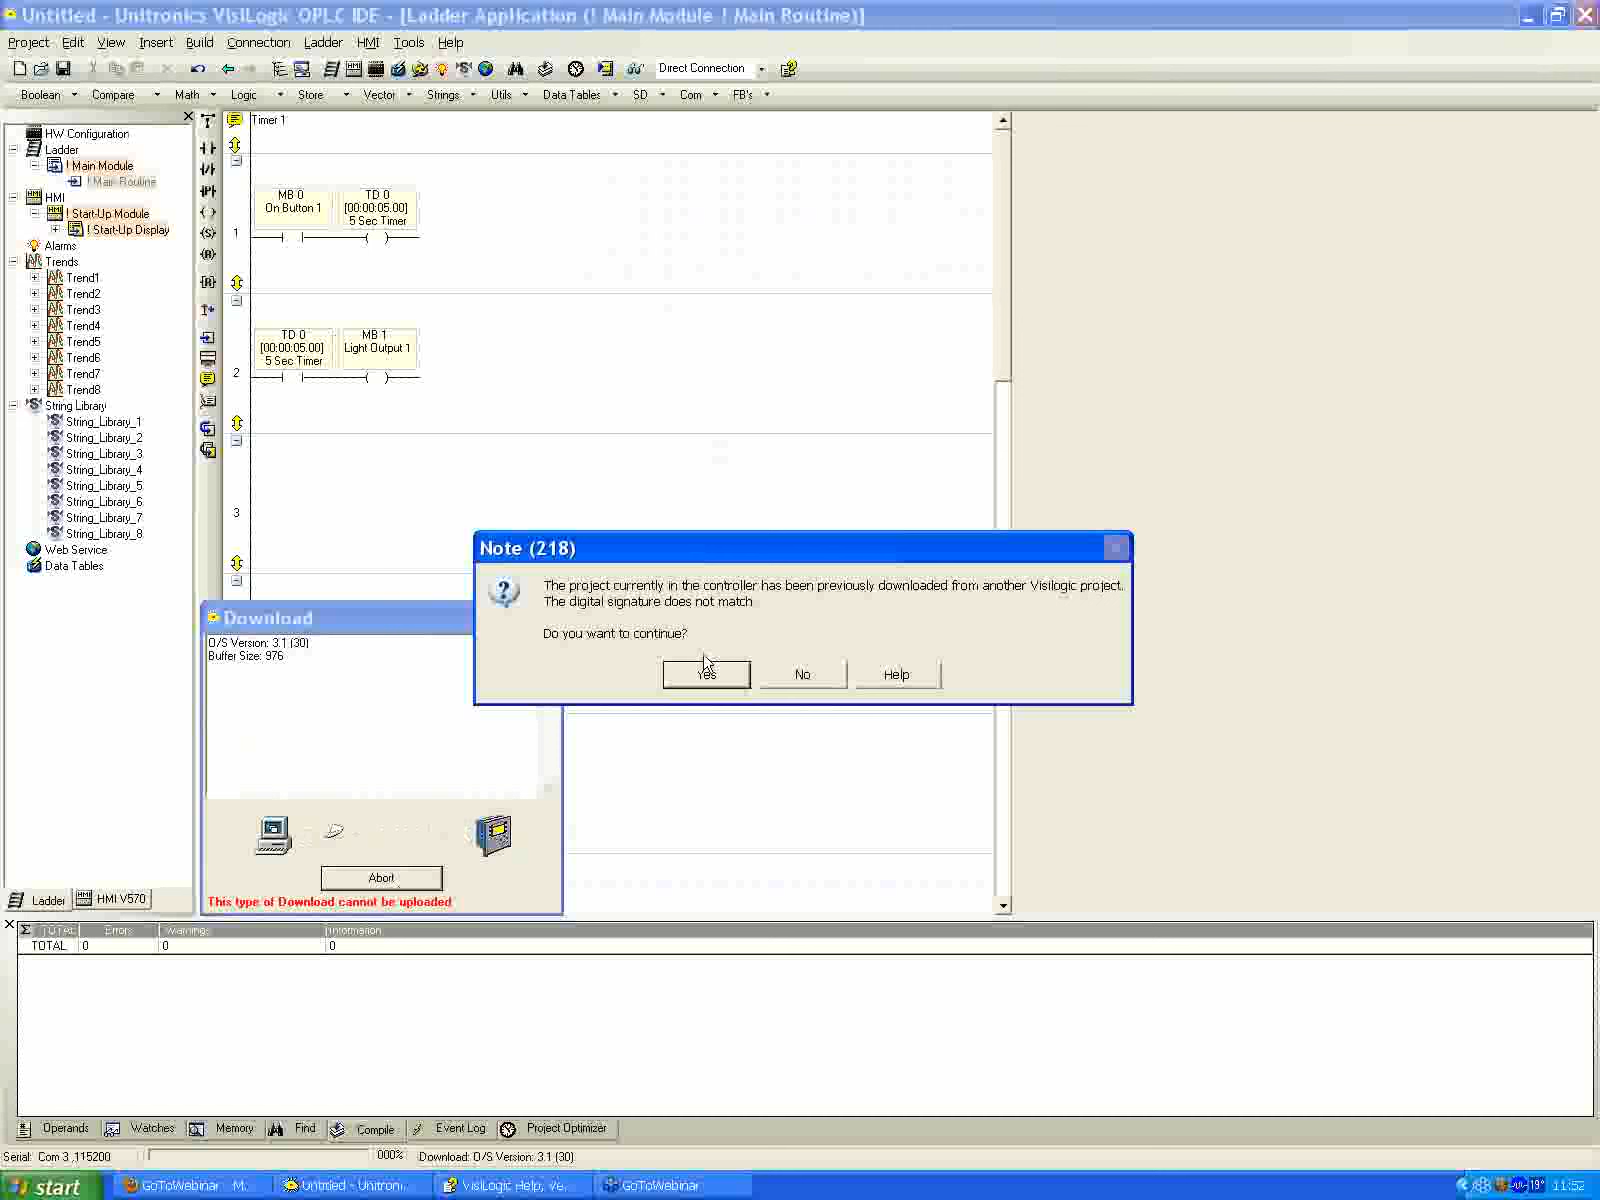 Untitled - Unitronics VisiLogic OPLC IDE - [Ladder Application (! Main Module ! Main Routine)]
Project Edit View Insert Build Connection Ladder HMI Tools Help
Direct Connection
Boolean Compare Math Logic Store Vector Strings Utils Data Tables SD Com FB's
HW Configuration
Ladder
! Main Module
! Main Routine
HMI
! Start-Up Module
! Start-Up Display
Alarms
Trends
Trend1
Trend2
Trend3
Trend4
Trend5
Trend6
Trend7
Trend8
String Library
String_Library_1
String_Library_2
String_Library_3
String_Library_4
String_Library_5
String_Library_6
String_Library_7
String_Library_8
Web Service
Data Tables
Ladder HMI V570
Timer 1
MB 0 TD 0
On Button 1 [00:00:05.00]
5 Sec Timer
1
TD 0 MB 1
[00:00:05.00] Light Output 1
5 Sec Timer
2
3
Note (218)
The project currently in the controller has been previously downloaded from another Visilogic project.
The digital signature does not match
Do you want to continue?
Yes No Help
Download
O/S Version: 3.1 (30)
Buffer Size: 976
Abort
This type of Download cannot be uploaded
Σ TOTAL Errors Warnings Information
TOTAL 0 0 0
Operands Watches Memory Find Compile Event Log Project Optimizer
Serial: Com 3 ,115200 000% Download: O/S Version: 3.1 (30)
start GoToWebinar M... Untitled - Unitroni... VisiLogic Help, Ve... GoToWebinar 19° 11:52